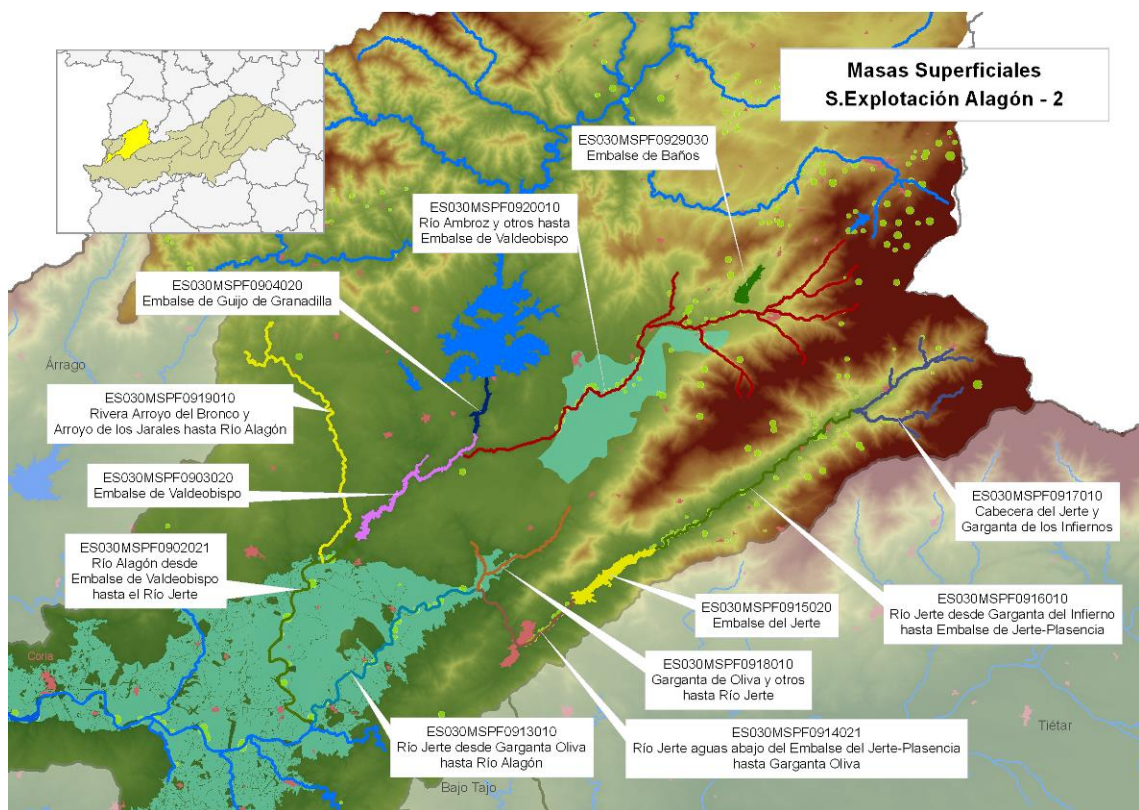 Masas Superficiales
S.Explotación Alagón - 2
ES030MSPF0929030
Embalse de Baños
ES030MSPF0920010
Río Ambroz y otros hasta
Embalse de Valdeobispo
ES030MSPF0904020
Embalse de Guijo de Granadilla
Árrago
ES030MSPF0919010
Rivera Arroyo del Bronco y
Arroyo de los Jarales hasta Río Alagón
ES030MSPF0903020
Embalse de Valdeobispo
ES030MSPF0917010
Cabecera del Jerte y
Garganta de los Infiernos
ES030MSPF0902021
Río Alagón desde
Embalse de Valdeobispo
hasta el Río Jerte
ES030MSPF0915020
Embalse del Jerte
ES030MSPF0916010
Río Jerte desde Garganta del Infierno
hasta Embalse de Jerte-Plasencia
Coria
ES030MSPF0918010
Garganta de Oliva y otros
hasta Río Jerte
Tiétar
ES030MSPF0913010
Río Jerte desde Garganta Oliva
hasta Río Alagón
ES030MSPF0914021
Río Jerte aguas abajo del Embalse del Jerte-Plasencia
hasta Garganta Oliva
Bajo Tajo